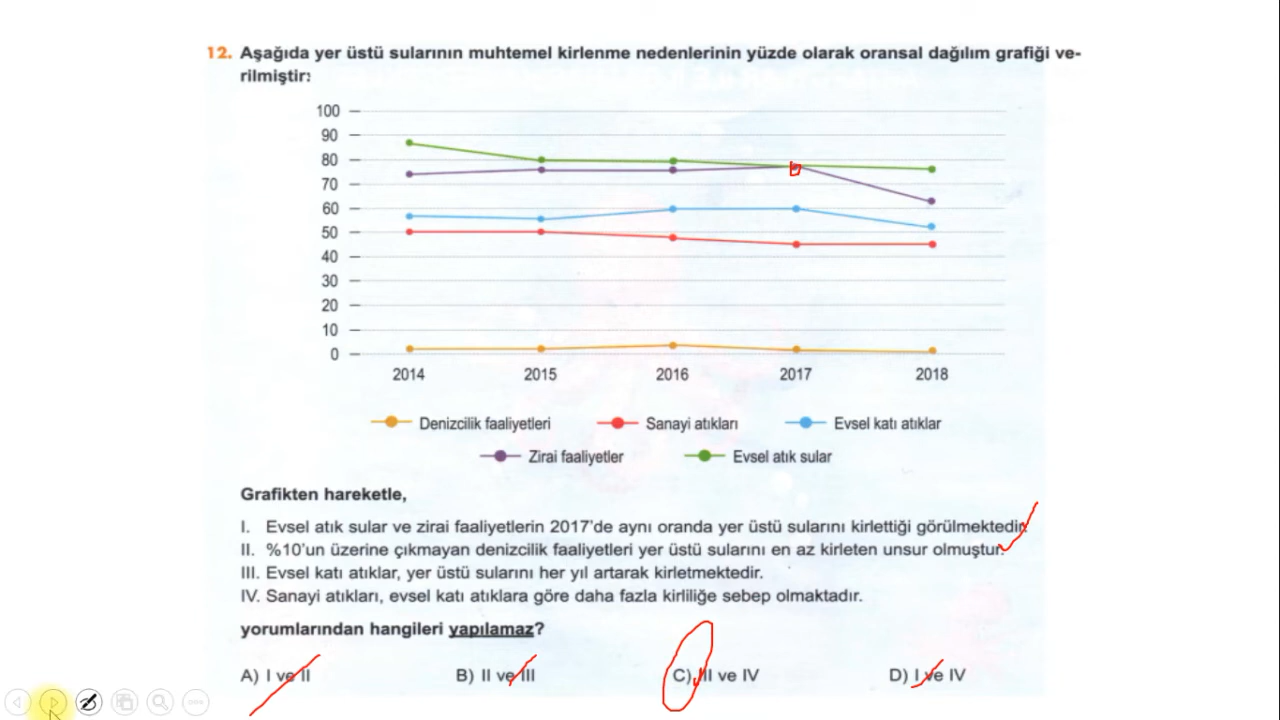 12. Aşağıda yer üstü sularının muhtemel kirlenme nedenlerinin yüzde olarak oransal dağılım grafiği ve-
rilmiştir:
100
90
80
70
60
50
40
30
20
10
0
2014 2015 2016 2017 2018
Denizcilik faaliyetleri Sanayi atıkları Evsel katı atıklar
Zirai faaliyetler Evsel atık sular
Grafikten hareketle,
I. Evsel atık sular ve zirai faaliyetlerin 2017'de aynı oranda yer üstü sularını kirlettiği görülmektedir.
II. %10'un üzerine çıkmayan denizcilik faaliyetleri yer üstü sularını en az kirleten unsur olmuştur.
III. Evsel katı atıklar, yer üstü sularını her yıl artarak kirletmektedir.
IV. Sanayi atıkları, evsel katı atıklara göre daha fazla kirliliğe sebep olmaktadır.
yorumlarından hangileri yapılamaz?
A) I ve II B) II ve III C) III ve IV D) I ve IV